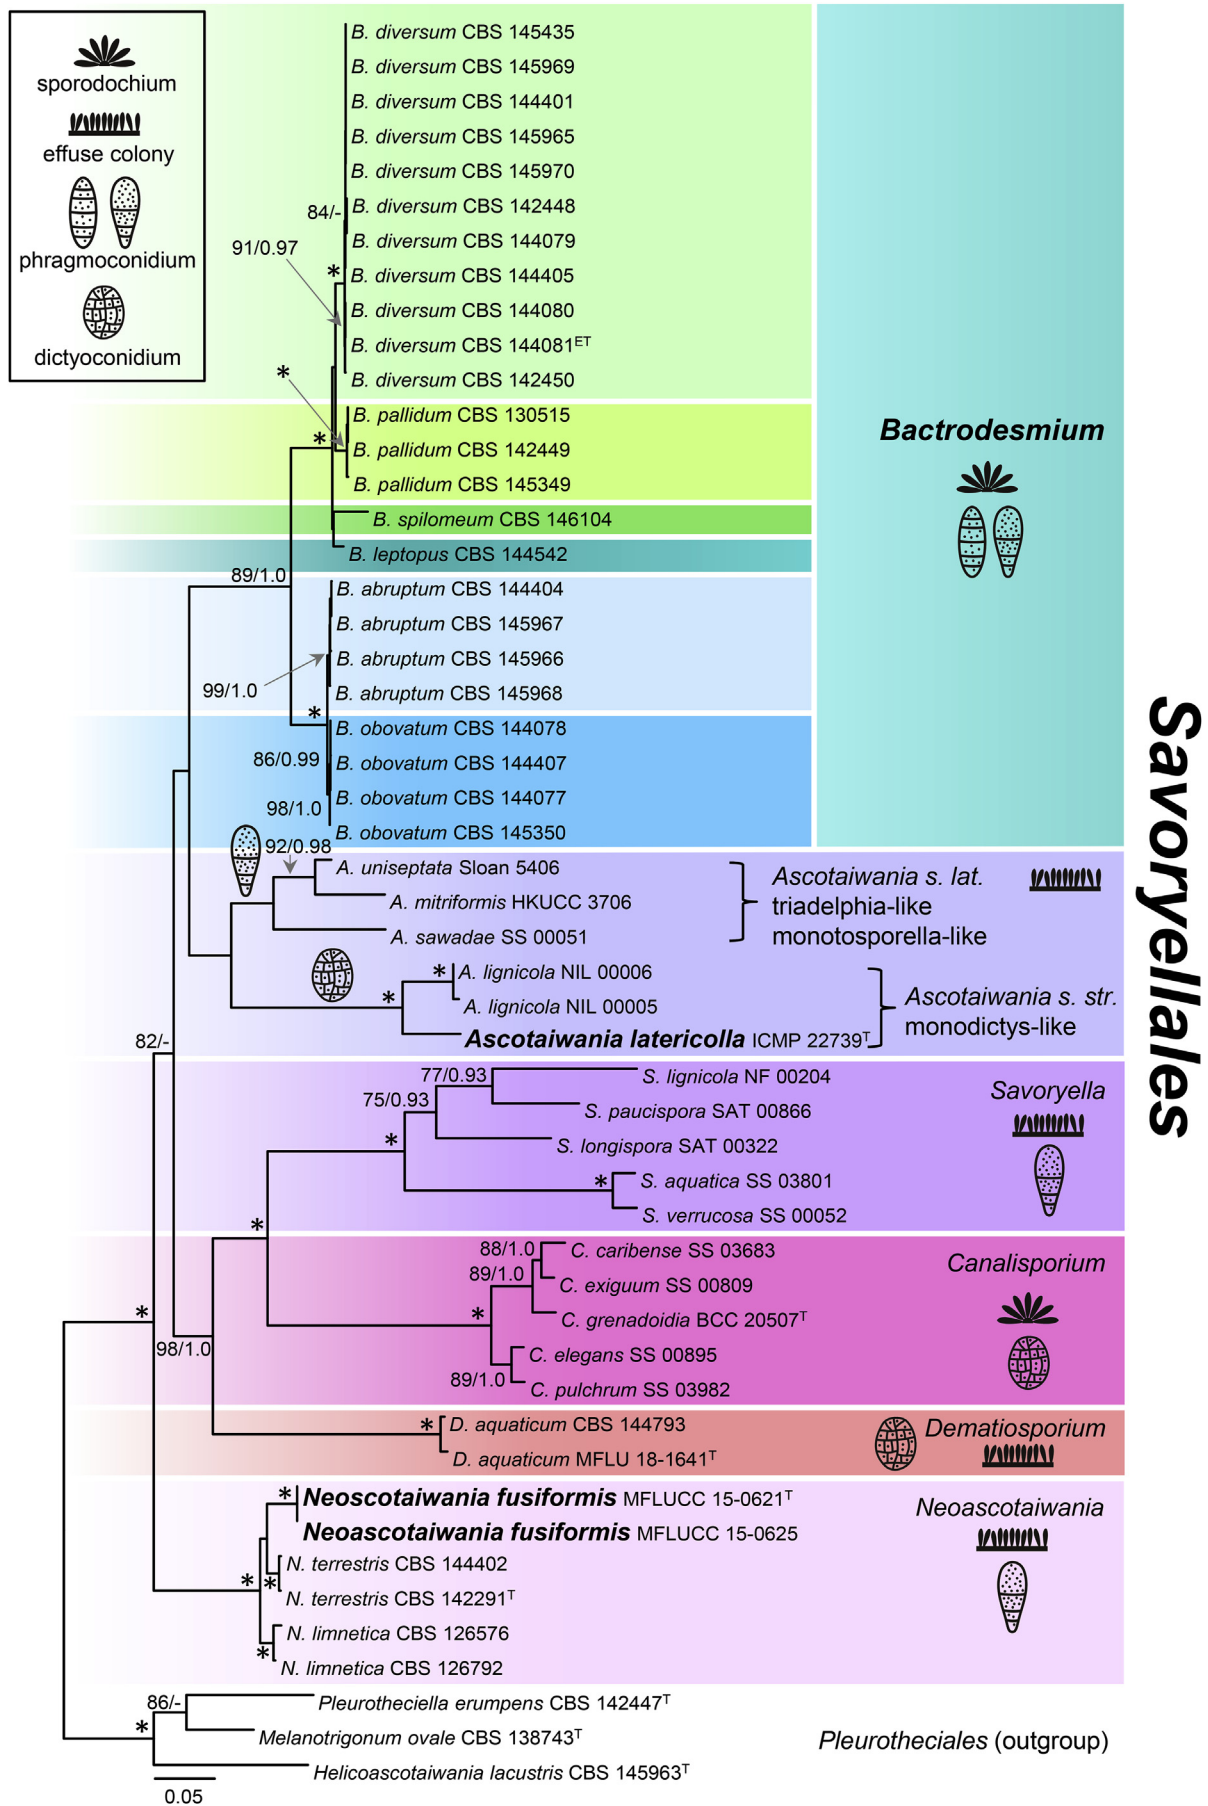 sporodochium
effuse colony
phragmoconidium
dictyoconidium
B. diversum CBS 145435
B. diversum CBS 145969
B. diversum CBS 144401
B. diversum CBS 145965
B. diversum CBS 145970
B. diversum CBS 142448
84/-
B. diversum CBS 144079
91/0.97
B. diversum CBS 144405
*
B. diversum CBS 144080
B. diversum CBS 144081ET
B. diversum CBS 142450
*
B. pallidum CBS 130515
B. pallidum CBS 142449
*
B. pallidum CBS 145349
B. spilomeum CBS 146104
B. leptopus CBS 144542
Bactrodesmium
89/1.0
B. abruptum CBS 144404
B. abruptum CBS 145967
B. abruptum CBS 145966
B. abruptum CBS 145968
99/1.0
*
B. obovatum CBS 144078
B. obovatum CBS 144407
86/0.99
B. obovatum CBS 144077
98/1.0
B. obovatum CBS 145350
92/0.98
A. uniseptata Sloan 5406
A. mitriformis HKUCC 3706
A. sawadae SS 00051
Ascotaiwania s. lat.
triadelphia-like
monotosporella-like
*
A. lignicola NIL 00006
*
A. lignicola NIL 00005
Ascotaiwania latericolla ICMP 22739T
Ascotaiwania s. str.
monodictys-like
82/-
77/0.93
S. lignicola NF 00204
75/0.93
S. paucispora SAT 00866
*
S. longispora SAT 00322
*
S. aquatica SS 03801
S. verrucosa SS 00052
Savoryella
*
88/1.0
C. caribense SS 03683
89/1.0
C. exiguum SS 00809
*
C. grenadoidia BCC 20507T
C. elegans SS 00895
89/1.0
C. pulchrum SS 03982
Canalisporium
*
98/1.0
*
D. aquaticum CBS 144793
D. aquaticum MFLU 18-1641T
Dematiosporium
*
Neoscotaiwania fusiformis MFLUCC 15-0621T
Neoascotaiwania fusiformis MFLUCC 15-0625
N. terrestris CBS 144402
*
*
N. terrestris CBS 142291T
N. limnetica CBS 126576
*
N. limnetica CBS 126792
Neoascotaiwania
Savoryellales
86/-
Pleurotheciella erumpens CBS 142447T
*
Melanotrigonum ovale CBS 138743T
Helicoascotaiwania lacustris CBS 145963T
Pleurotheciales (outgroup)
0.05